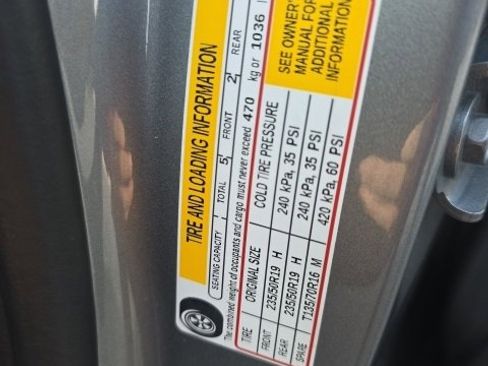 TIRE AND LOADING INFORMATION
SEATING CAPACITY TOTAL 5 FRONT 2 REAR
The combined weight of occupants and cargo must never exceed 470 kg or 1036
TIRE ORIGINAL SIZE COLD TIRE PRESSURE
FRONT 235/50R19 H 240 kPa, 35 PSI
REAR 235/50R19 H 240 kPa, 35 PSI
SPARE T135/70R16 M 420 kPa, 60 PSI
SEE OWNER'
MANUAL FOR
ADDITIONAL
INFORMATION